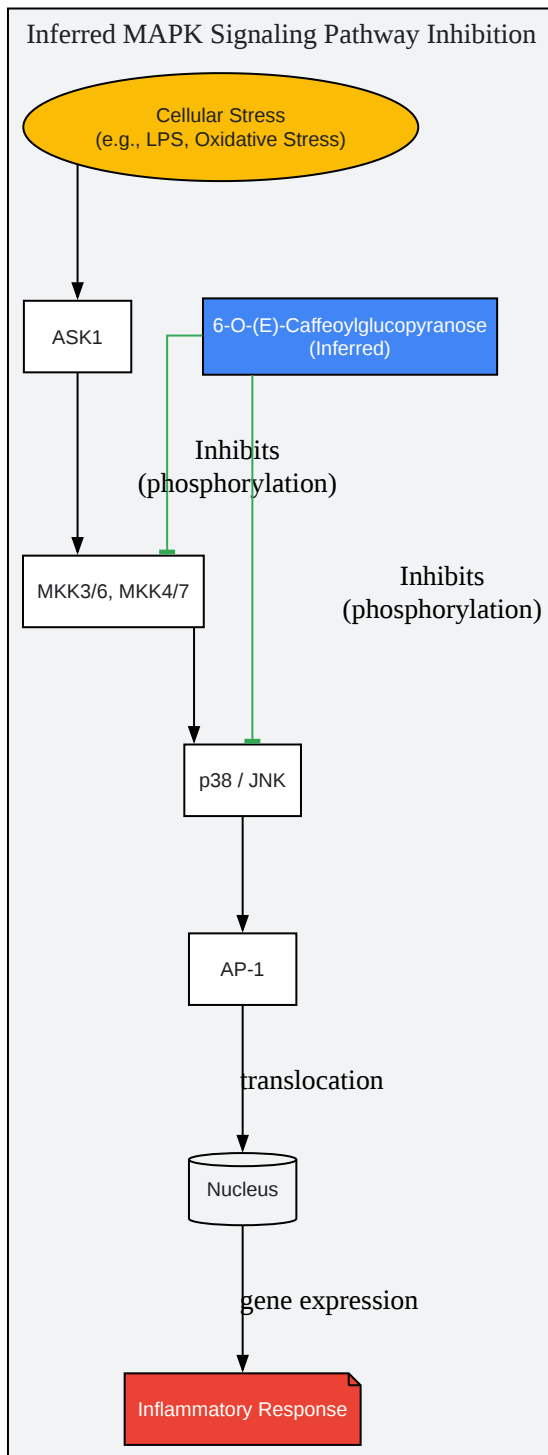 Inferred MAPK Signaling Pathway Inhibition
Cellular Stress
(e.g., LPS, Oxidative Stress)
ASK1
6-O-(E)-Caffeoylglucopyranose
(Inferred)
Inhibits
(phosphorylation)
MKK3/6, MKK4/7
Inhibits
(phosphorylation)
p38 / JNK
AP-1
translocation
Nucleus
gene expression
Inflammatory Response